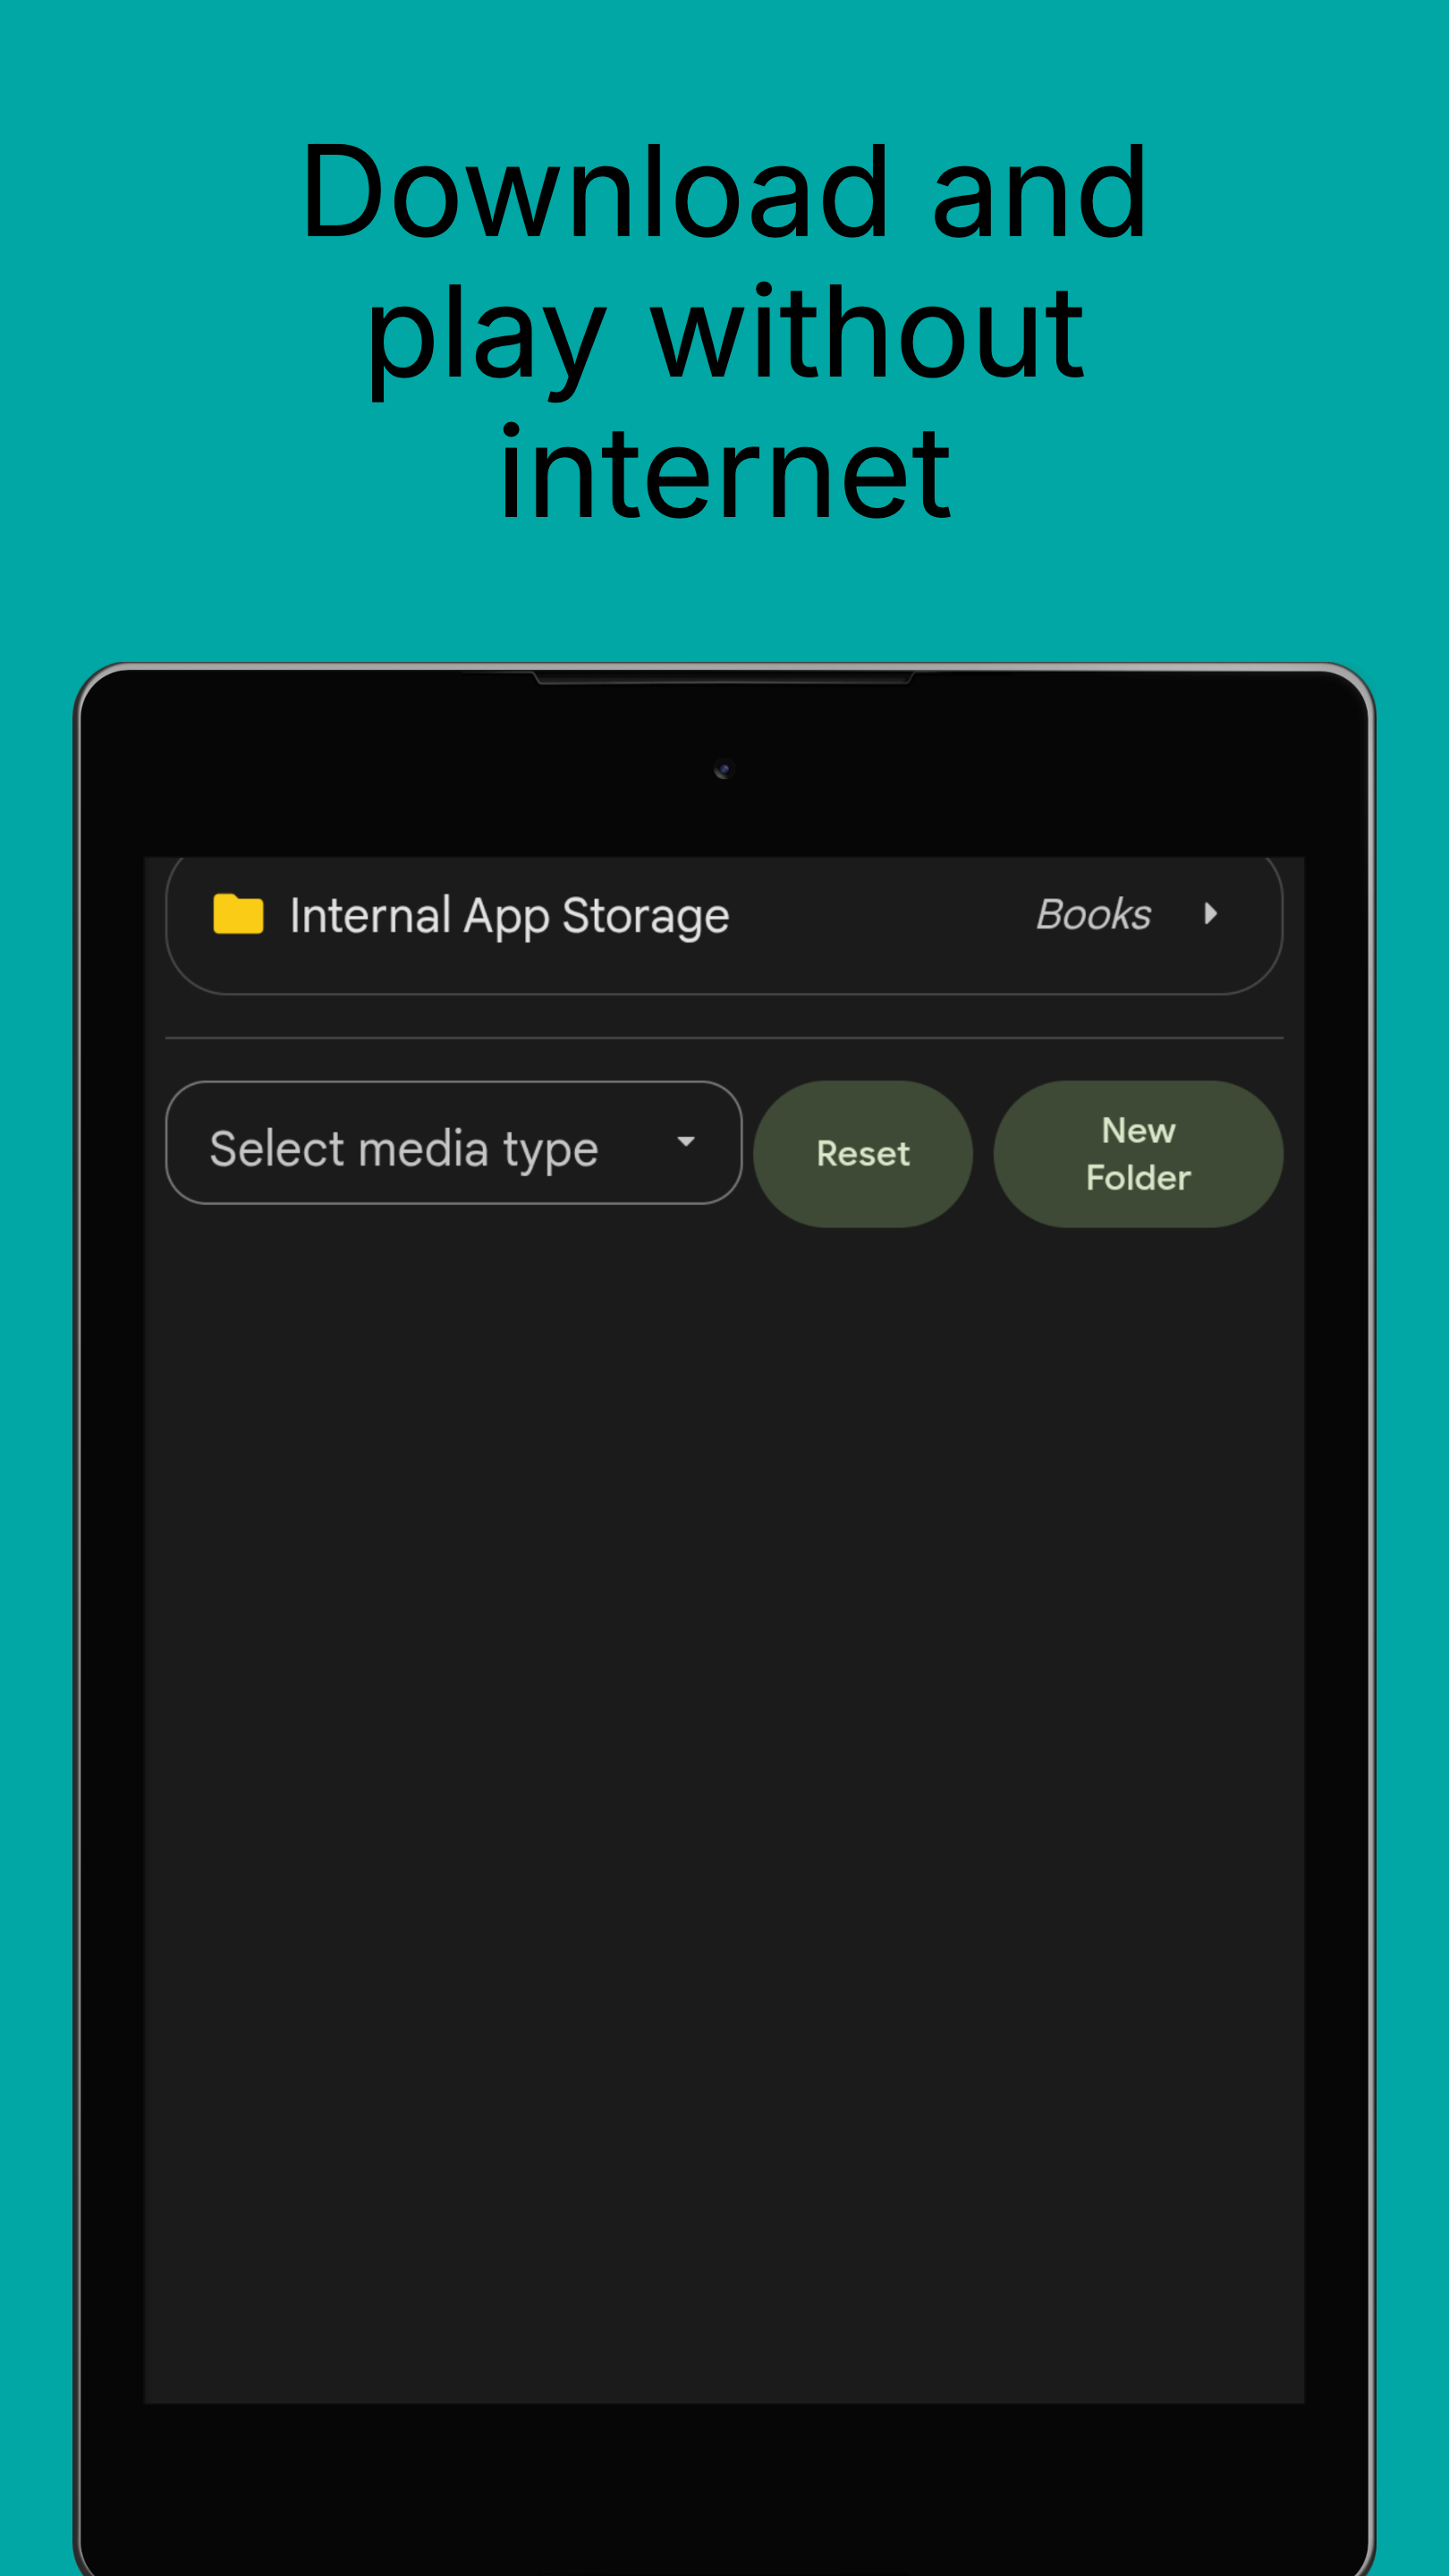 Download and
play without
internet
Internal App Storage Books
Select media type
Reset
New
Folder